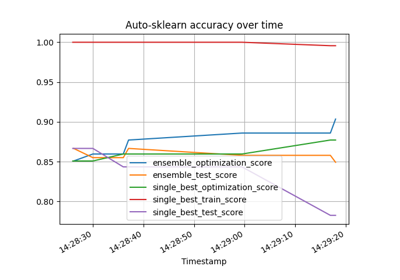 Auto-sklearn accuracy over time
1.00
0.95
0.90
0.85
0.80
ensemble_optimization_score
ensemble_test_score
single_best_optimization_score
single_best_train_score
single_best_test_score
14:28:30
14:28:40
14:28:50
14:29:00
14:29:10
14:29:20
Timestamp